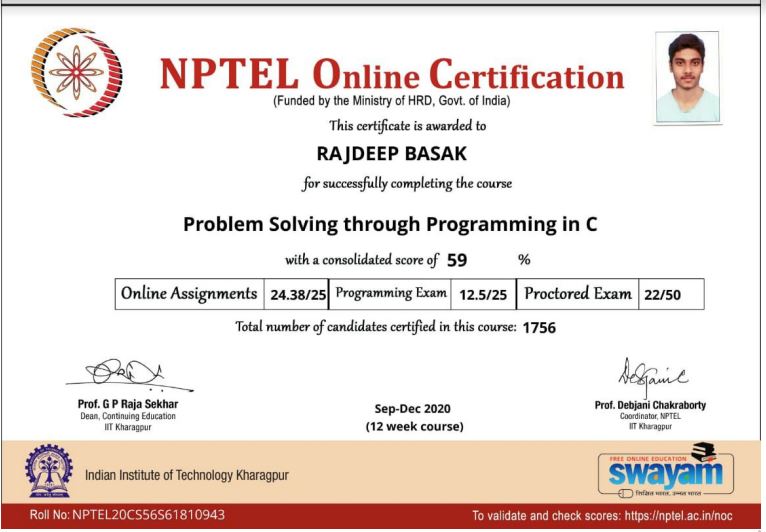 NPTEL Online Certification
(Funded by the Ministry of HRD, Govt. of India)
This certificate is awarded to
RAJDEEP BASAK
for successfully completing the course
Problem Solving through Programming in C
with a consolidated score of 59 %
Online Assignments 24.38/25 Programming Exam 12.5/25 Proctored Exam 22/50
Total number of candidates certified in this course: 1756
Prof. G P Raja Sekhar
Dean, Continuing Education
IIT Kharagpur
Sep-Dec 2020
(12 week course)
Prof. Debjani Chakraborty
Coordinator, NPTEL
IIT Kharagpur
Indian Institute of Technology Kharagpur
FREE ONLINE EDUCATION
swayam
शिक्षित भारत, उन्नत भारत
Roll No: NPTEL20CS56S61810943
To validate and check scores: https://nptel.ac.in/noc